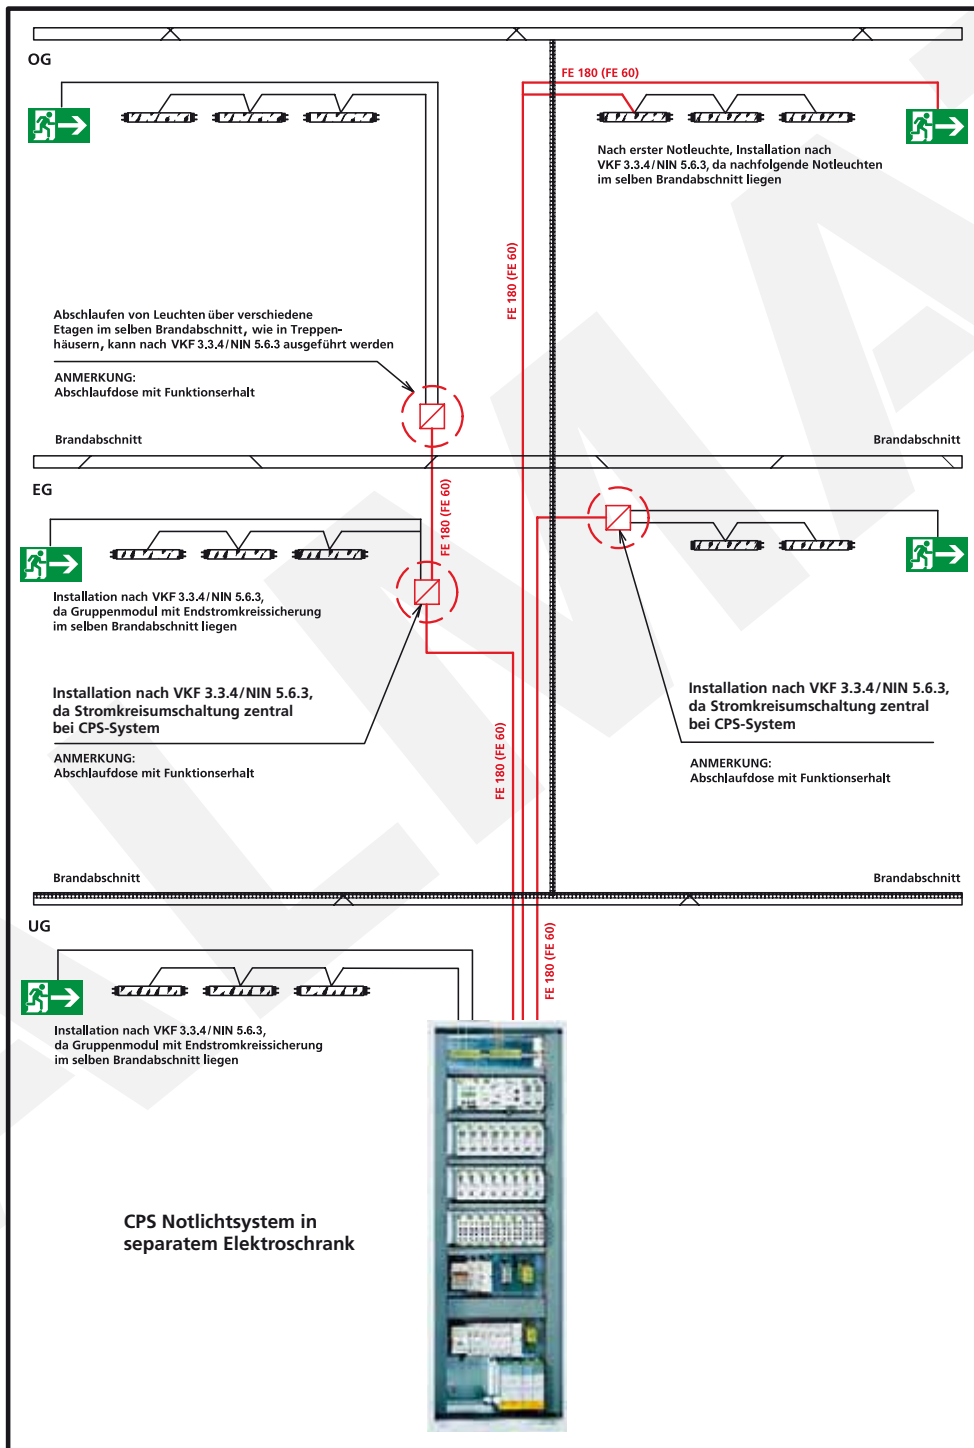 OG
FE 180 (FE 60)
Nach erster Notleuchte, Installation nach
VKF 3.3.4/NIN 5.6.3, da nachfolgende Notleuchten
im selben Brandabschnitt liegen
FE 180 (FE 60)
Abschlaufen von Leuchten über verschiedene
Etagen im selben Brandabschnitt, wie in Treppen-
häusern, kann nach VKF 3.3.4/NIN 5.6.3 ausgeführt werden
ANMERKUNG:
Abschlaufdose mit Funktionserhalt
Brandabschnitt
Brandabschnitt
EG
FE 180 (FE 60)
Installation nach VKF 3.3.4/NIN 5.6.3,
da Gruppenmodul mit Endstromkreissicherung
im selben Brandabschnitt liegen
Installation nach VKF 3.3.4/NIN 5.6.3,
da Stromkreisumschaltung zentral
bei CPS-System
ANMERKUNG:
Abschlaufdose mit Funktionserhalt
FE 180 (FE 60)
Installation nach VKF 3.3.4/NIN 5.6.3,
da Stromkreisumschaltung zentral
bei CPS-System
ANMERKUNG:
Abschlaufdose mit Funktionserhalt
Brandabschnitt
Brandabschnitt
UG
FE 180 (FE 60)
Installation nach VKF 3.3.4/NIN 5.6.3,
da Gruppenmodul mit Endstromkreissicherung
im selben Brandabschnitt liegen
CPS Notlichtsystem in
separatem Elektroschrank
ALMAT